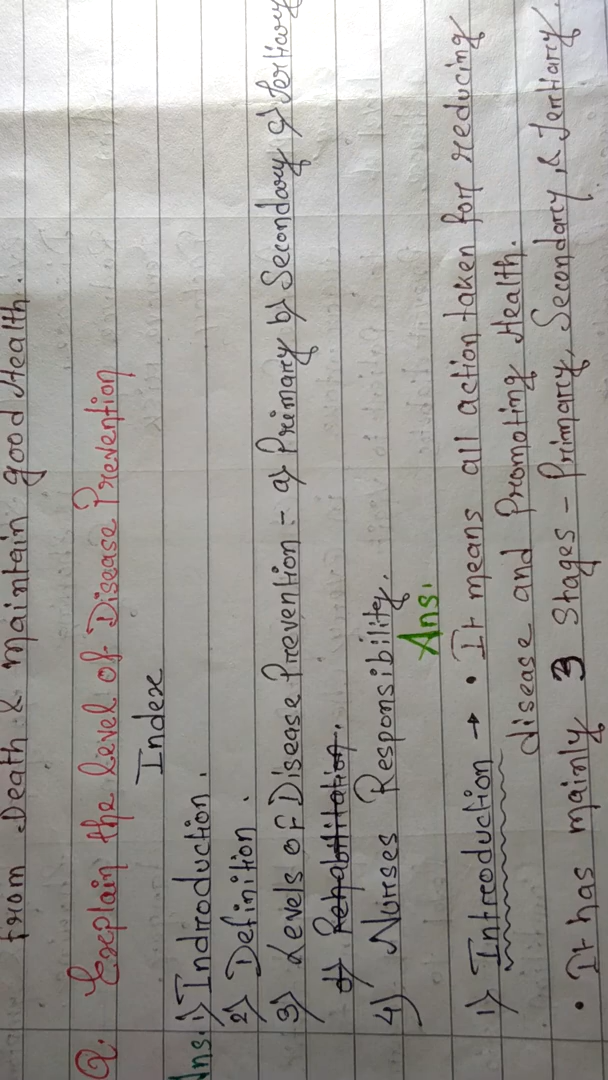 from Death & maintain good Health.
Q. Explain the level of Disease Prevention
Index
Ans. 1) Indroduction.
2) Definition.
3) Levels of Disease Prevention :- a) Primary b) Secondary c) Tertiary
d) Rehabilitation.
4) Nurses Responsibility.
Ans.
1) Introduction → • It means all action taken for reducing
disease and Promoting Health.
• It has mainly 3 Stages - Primary, Secondary & Tertiary.